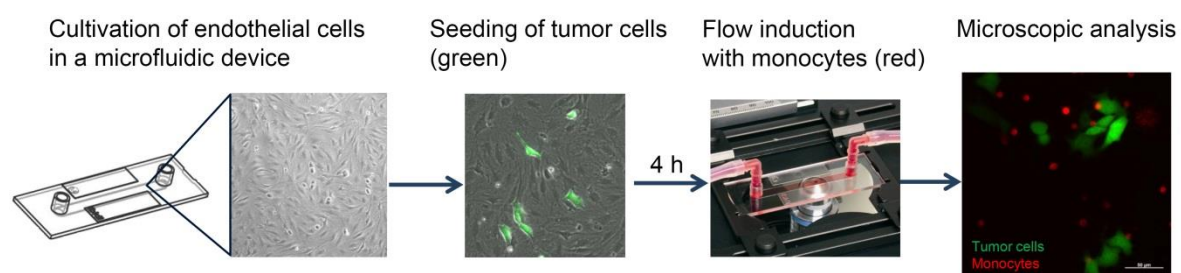 Cultivation of endothelial cells
in a microfluidic device
Seeding of tumor cells
(green)
4 h
Flow induction
with monocytes (red)
Microscopic analysis
Tumor cells
Monocytes